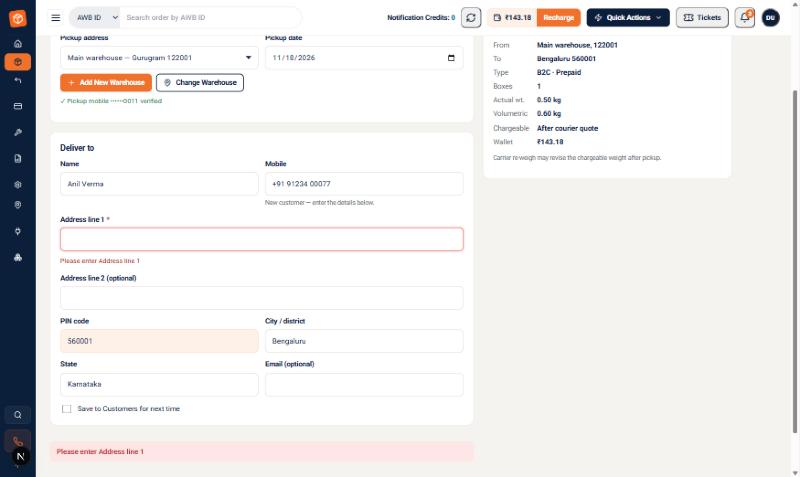 AWB ID
Search order by AWB ID
Notification Credits: 0
₹143.18
Recharge
Quick Actions
Tickets
DU
Pickup address
Pickup date
Main warehouse — Gurugram 122001
11/18/2026
+ Add New Warehouse
Change Warehouse
✓ Pickup mobile ······0011 verified
Deliver to
Name
Mobile
Anil Verma
+91 91234 00077
New customer — enter the details below.
Address line 1 *
Please enter Address line 1
Address line 2 (optional)
PIN code
City / district
560001
Bengaluru
State
Email (optional)
Karnataka
Save to Customers for next time
Please enter Address line 1
From Main warehouse, 122001
To Bengaluru 560001
Type B2C · Prepaid
Boxes 1
Actual wt. 0.50 kg
Volumetric 0.60 kg
Chargeable After courier quote
Wallet ₹143.18
Carrier re-weigh may revise the chargeable weight after pickup.
N